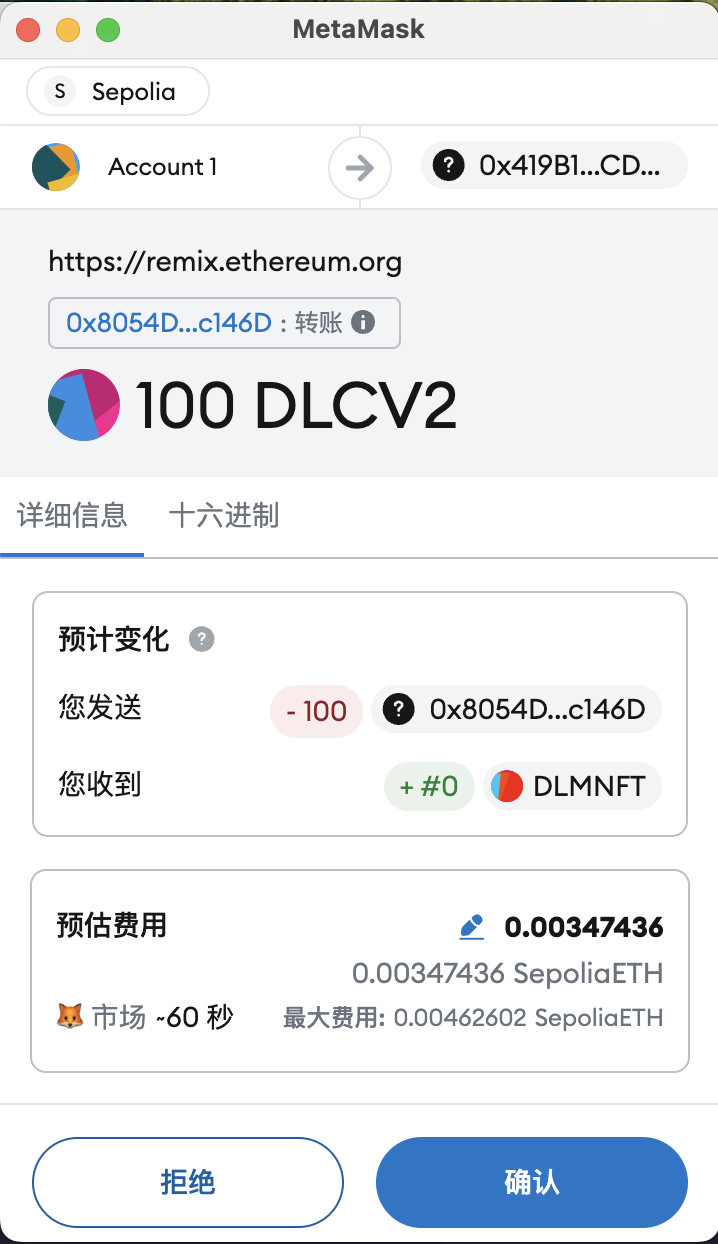 MetaMask
S Sepolia
Account 1
? 0x419B1...CD...
https://remix.ethereum.org
0x8054D...c146D : 转账 i
100 DLCV2
详细信息 十六进制
预计变化 ?
您发送 - 100 ? 0x8054D...c146D
您收到 + #0 DLMNFT
预估费用 0.00347436
0.00347436 SepoliaETH
市场 ~60 秒 最大费用: 0.00462602 SepoliaETH
拒绝 确认